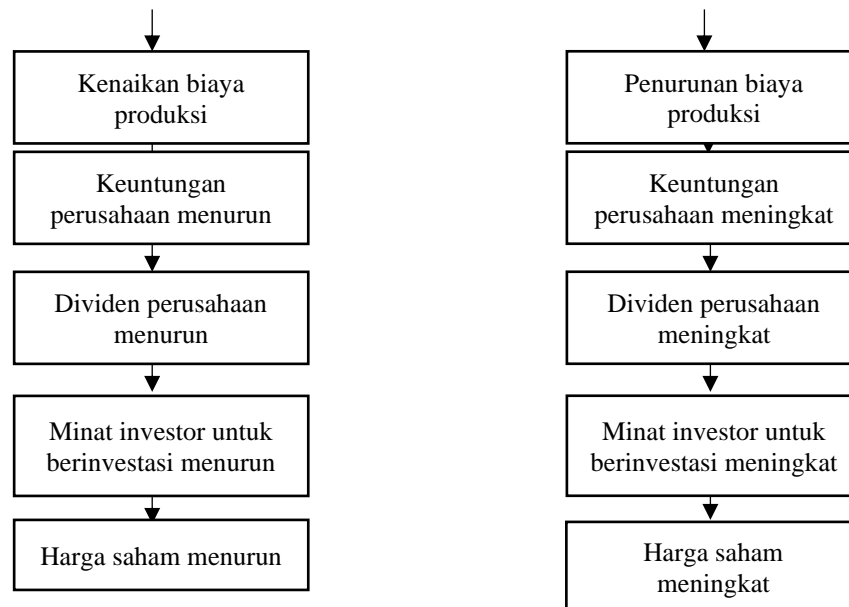 Kenaikan biaya
produksi
Keuntungan
perusahaan menurun
Dividen perusahaan
menurun
Minat investor untuk
berinvestasi menurun
Harga saham menurun
Penurunan biaya
produksi
Keuntungan
perusahaan meningkat
Dividen perusahaan
meningkat
Minat investor untuk
berinvestasi meningkat
Harga saham
meningkat